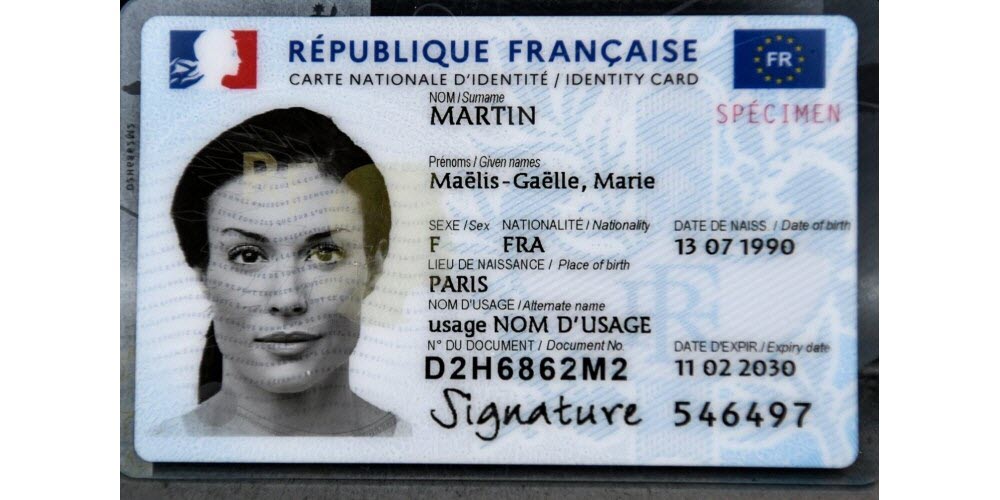 RÉPUBLIQUE FRANÇAISE
FR
CARTE NATIONALE D'IDENTITÉ / IDENTITY CARD
NOM / Surname
MARTIN
SPÉCIMEN
Prénoms / Given names
Maëlis-Gaëlle, Marie
SEXE / Sex NATIONALITÉ / Nationality DATE DE NAISS. / Date of birth
F FRA 13 07 1990
LIEU DE NAISSANCE / Place of birth
PARIS
NOM D'USAGE / Alternate name
usage NOM D'USAGE
N° DU DOCUMENT / Document No. DATE D'EXPIR. / Expiry date
D2H6862M2 11 02 2030
Signature 546497
RF